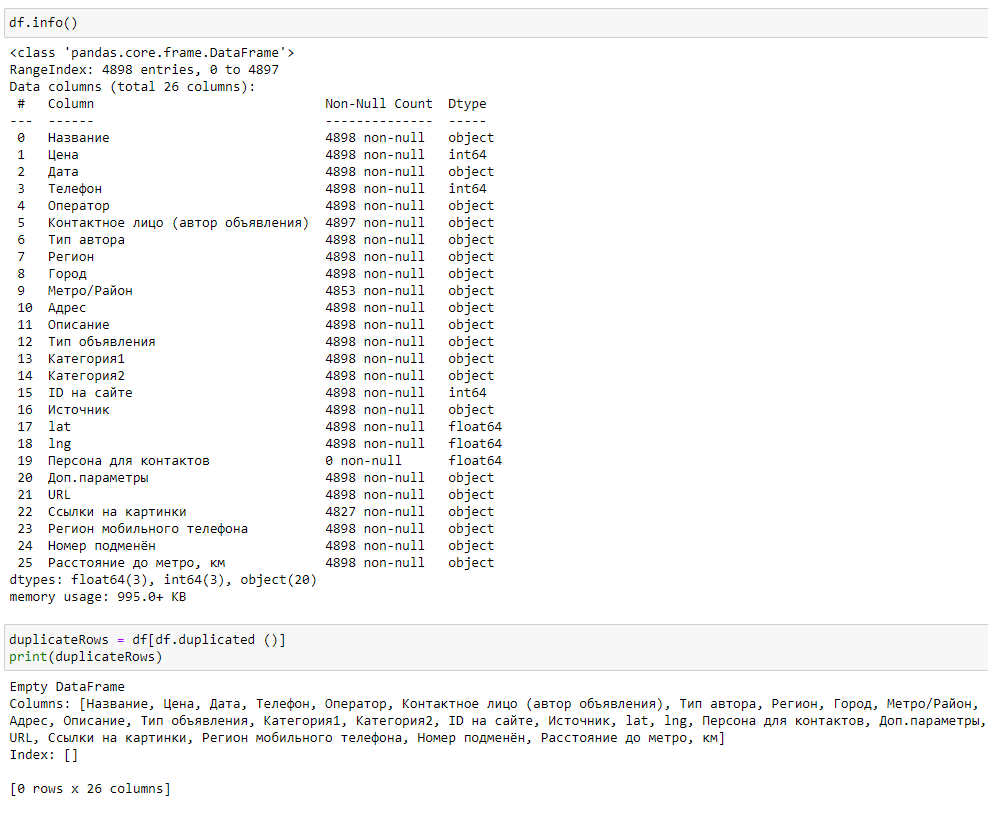 df.info()
<class 'pandas.core.frame.DataFrame'>
RangeIndex: 4898 entries, 0 to 4897
Data columns (total 26 columns):
 #   Column                              Non-Null Count  Dtype
---  ------                              --------------  -----
 0   Название                            4898 non-null   object
 1   Цена                                4898 non-null   int64
 2   Дата                                4898 non-null   object
 3   Телефон                             4898 non-null   int64
 4   Оператор                            4898 non-null   object
 5   Контактное лицо (автор объявления)  4897 non-null   object
 6   Тип автора                          4898 non-null   object
 7   Регион                              4898 non-null   object
 8   Город                               4898 non-null   object
 9   Метро/Район                         4853 non-null   object
 10  Адрес                               4898 non-null   object
 11  Описание                            4898 non-null   object
 12  Тип объявления                      4898 non-null   object
 13  Категория1                          4898 non-null   object
 14  Категория2                          4898 non-null   object
 15  ID на сайте                         4898 non-null   int64
 16  Источник                            4898 non-null   object
 17  lat                                 4898 non-null   float64
 18  lng                                 4898 non-null   float64
 19  Персона для контактов               0 non-null      float64
 20  Доп.параметры                       4898 non-null   object
 21  URL                                 4898 non-null   object
 22  Ссылки на картинки                  4827 non-null   object
 23  Регион мобильного телефона          4898 non-null   object
 24  Номер подменён                      4898 non-null   object
 25  Расстояние до метро, км             4898 non-null   object
dtypes: float64(3), int64(3), object(20)
memory usage: 995.0+ KB
duplicateRows = df[df.duplicated ()]
print(duplicateRows)
Empty DataFrame
Columns: [Название, Цена, Дата, Телефон, Оператор, Контактное лицо (автор объявления), Тип автора, Регион, Город, Метро/Район,
Адрес, Описание, Тип объявления, Категория1, Категория2, ID на сайте, Источник, lat, lng, Персона для контактов, Доп.параметры,
URL, Ссылки на картинки, Регион мобильного телефона, Номер подменён, Расстояние до метро, км]
Index: []
[0 rows x 26 columns]